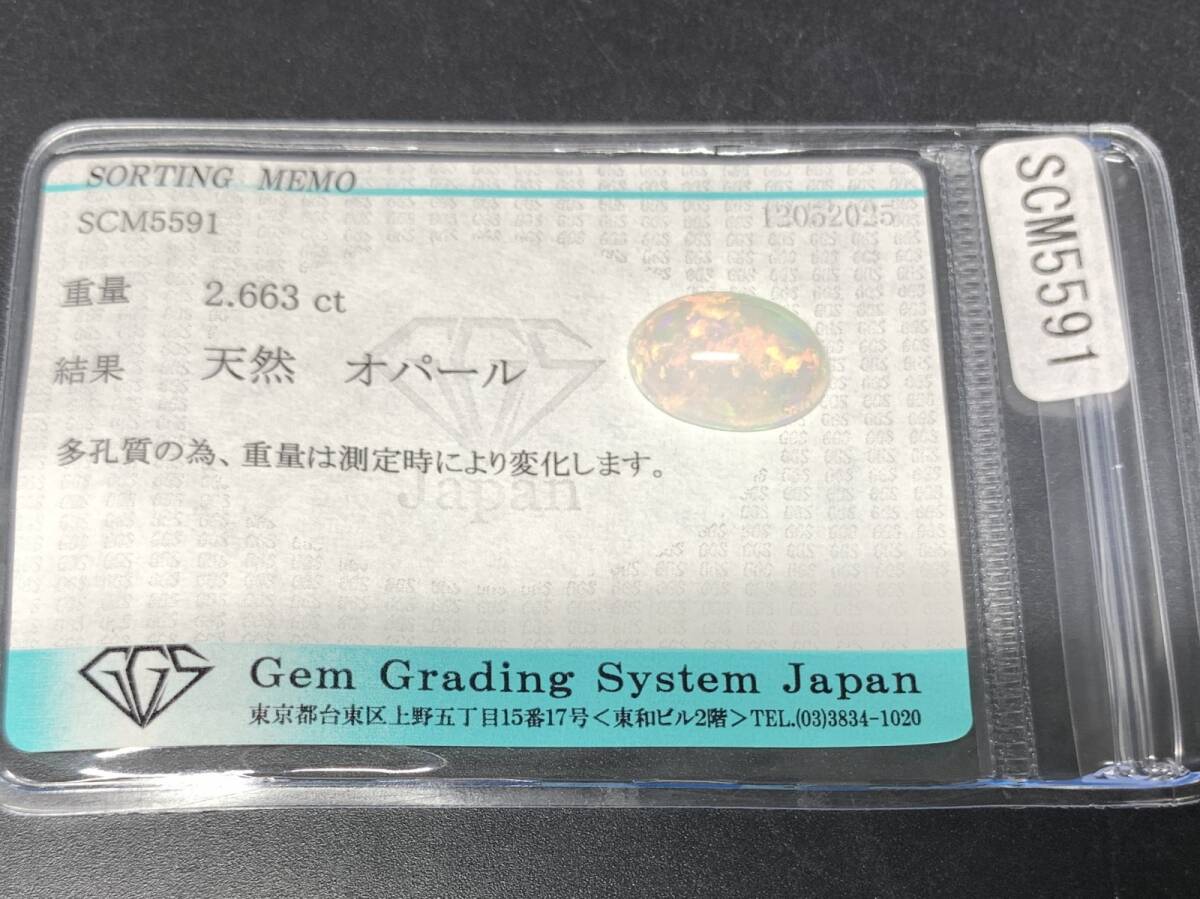 SORTING MEMO
SCM5591 12052025
重量 2.663 ct
結果 天然 オパール
多孔質の為、重量は測定時により変化します。
GGS
Japan
GGS Gem Grading System Japan
東京都台東区上野五丁目15番17号＜東和ビル2階＞TEL.(03)3834-1020
SCM5591